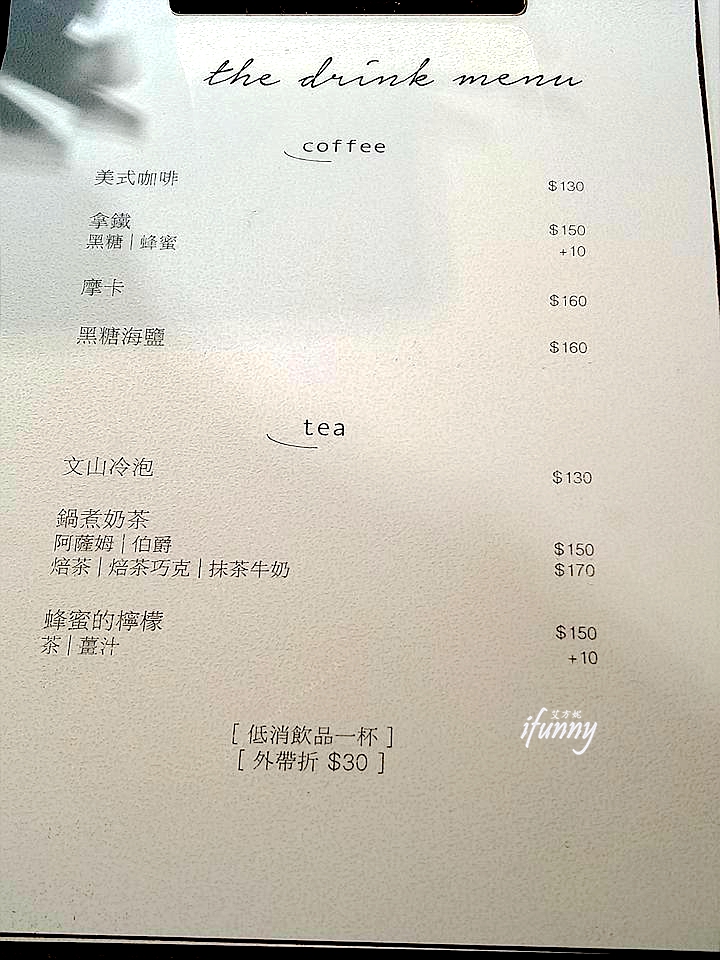 the drink menu
coffee
美式咖啡 $130
拿鐵 $150
黑糖 | 蜂蜜 +10
摩卡 $160
黑糖海鹽 $160
tea
文山冷泡 $130
鍋煮奶茶
阿薩姆 | 伯爵 $150
焙茶 | 焙茶巧克 | 抹茶牛奶 $170
蜂蜜的檸檬 $150
茶 | 薑汁 +10
[ 低消飲品一杯 ]
[ 外帶折 $30 ]
艾方妮
ifunny